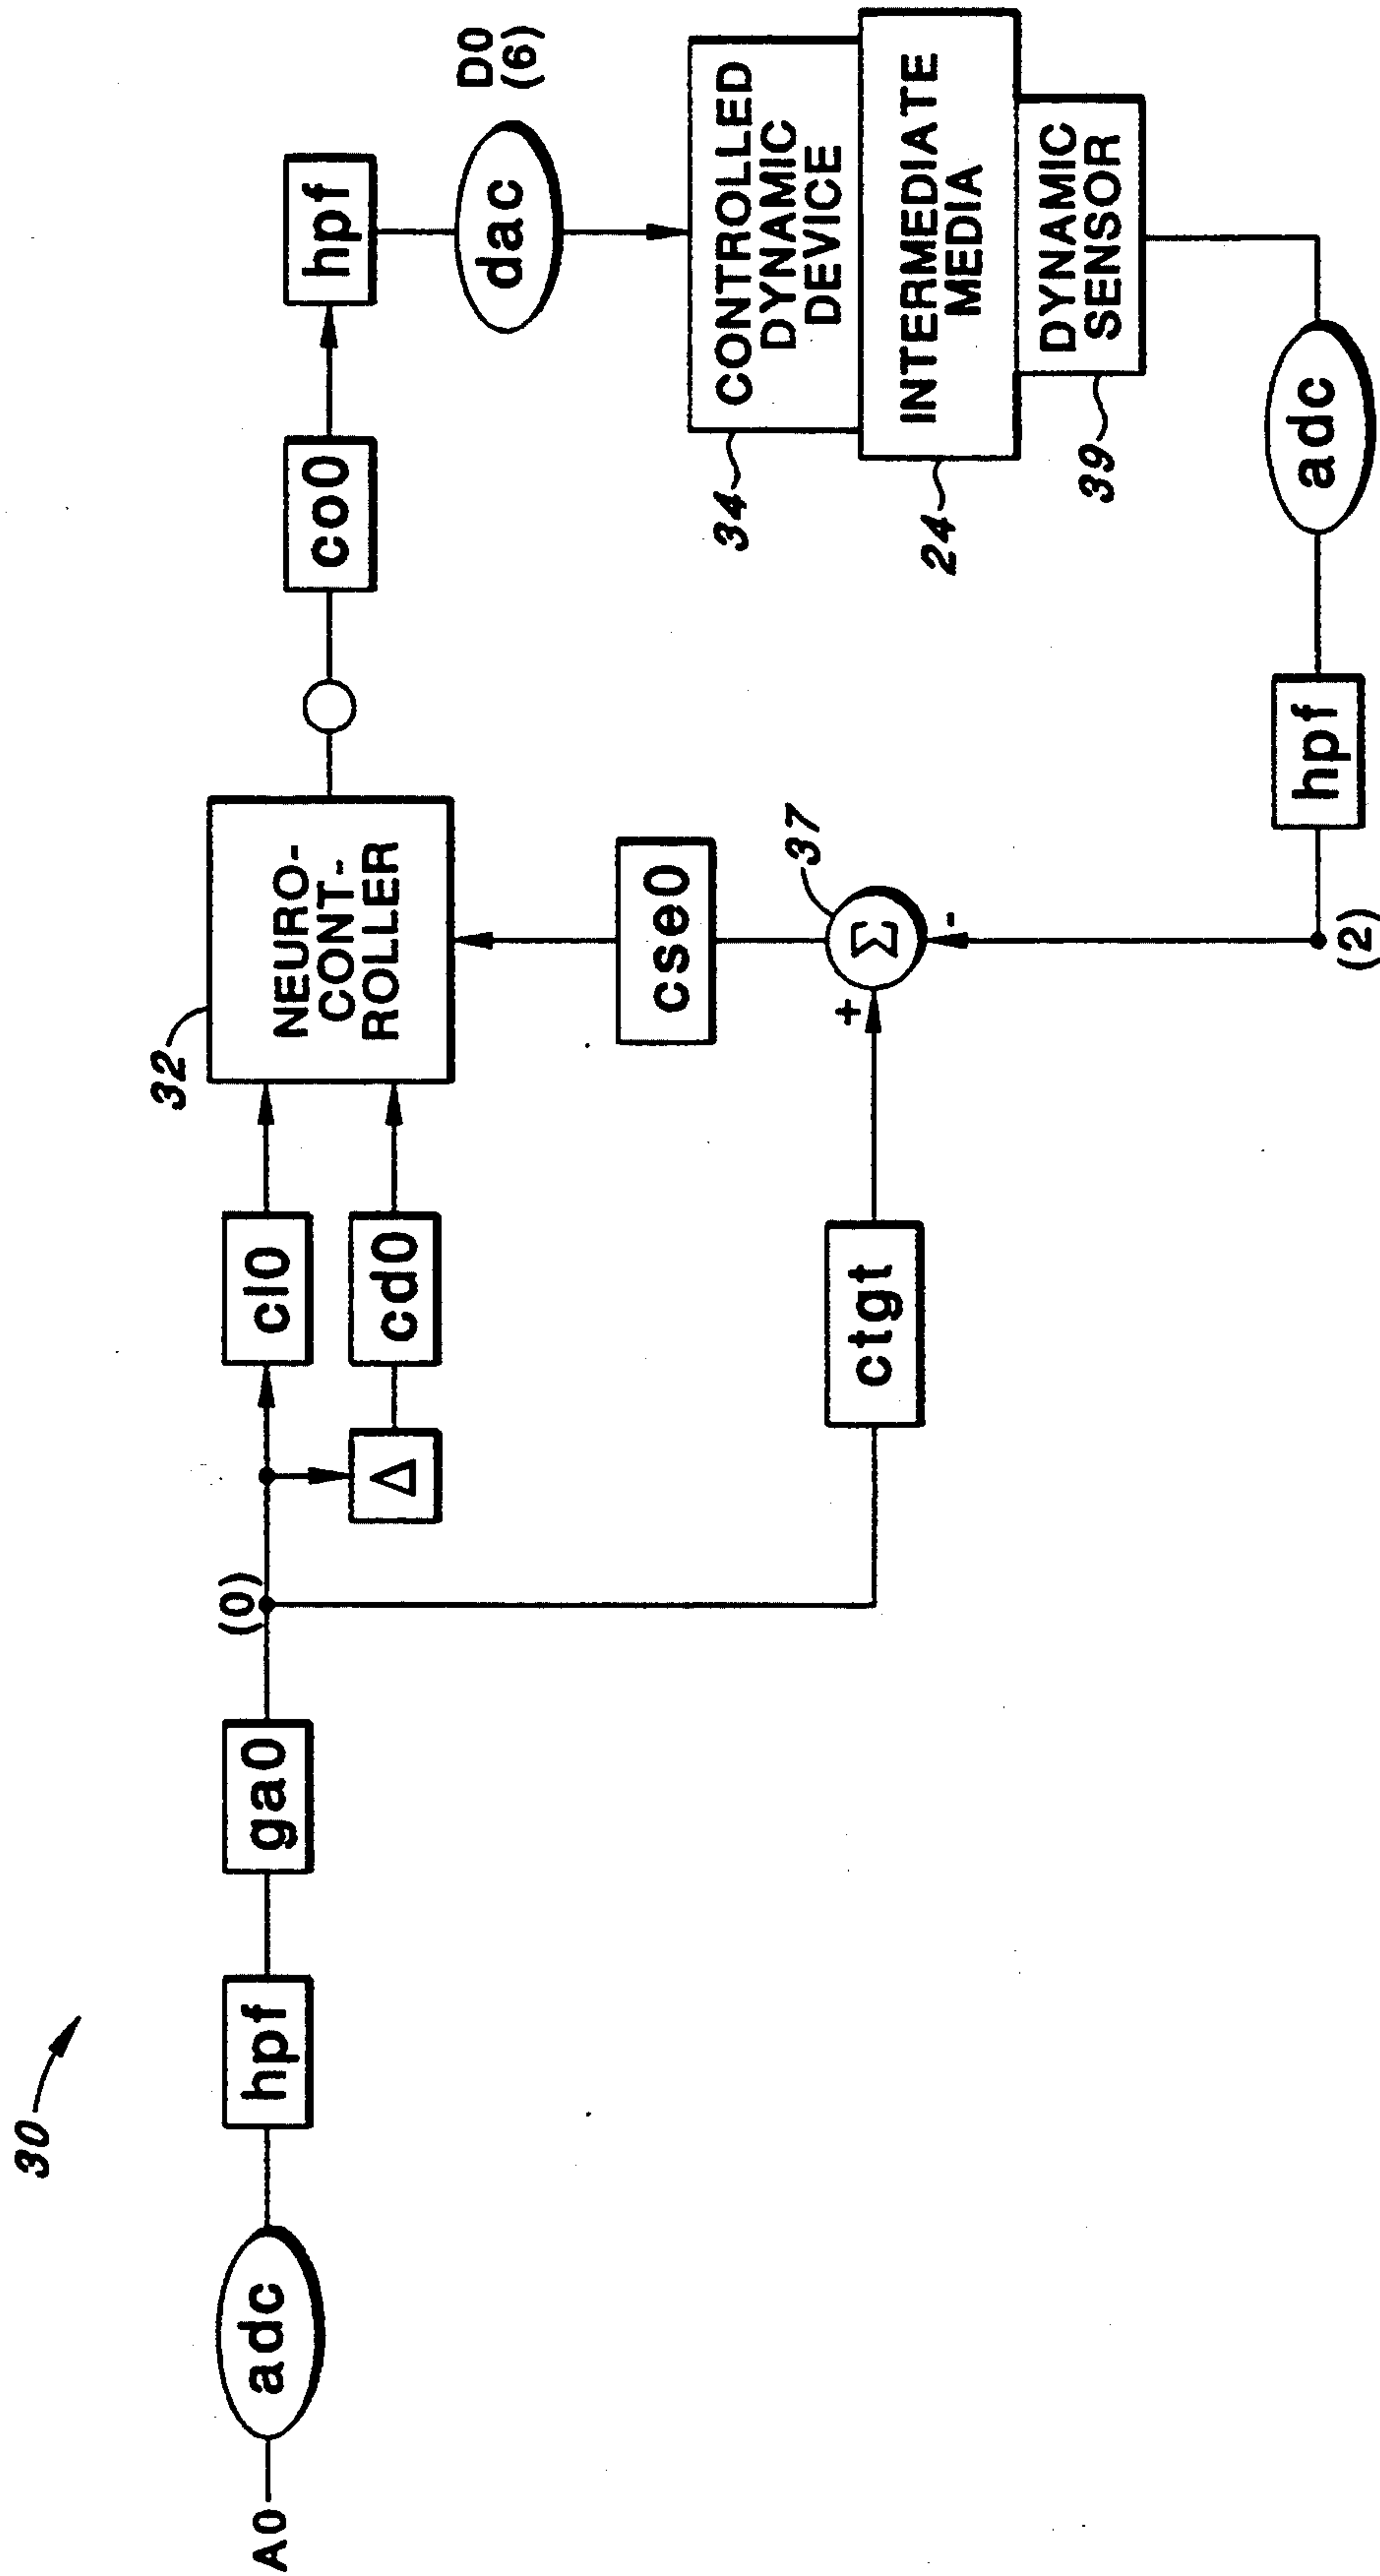 30
A0
adc
hpf
ga0
(0)
Δ
cl0
cd0
32
NEURO-
CONT-
ROLLER
co0
hpf
dac
D0
(6)
34
CONTROLLED
DYNAMIC
DEVICE
24
INTERMEDIATE
MEDIA
39
DYNAMIC
SENSOR
ctgt
+
Σ
37
-
cse0
(2)
hpf
adc